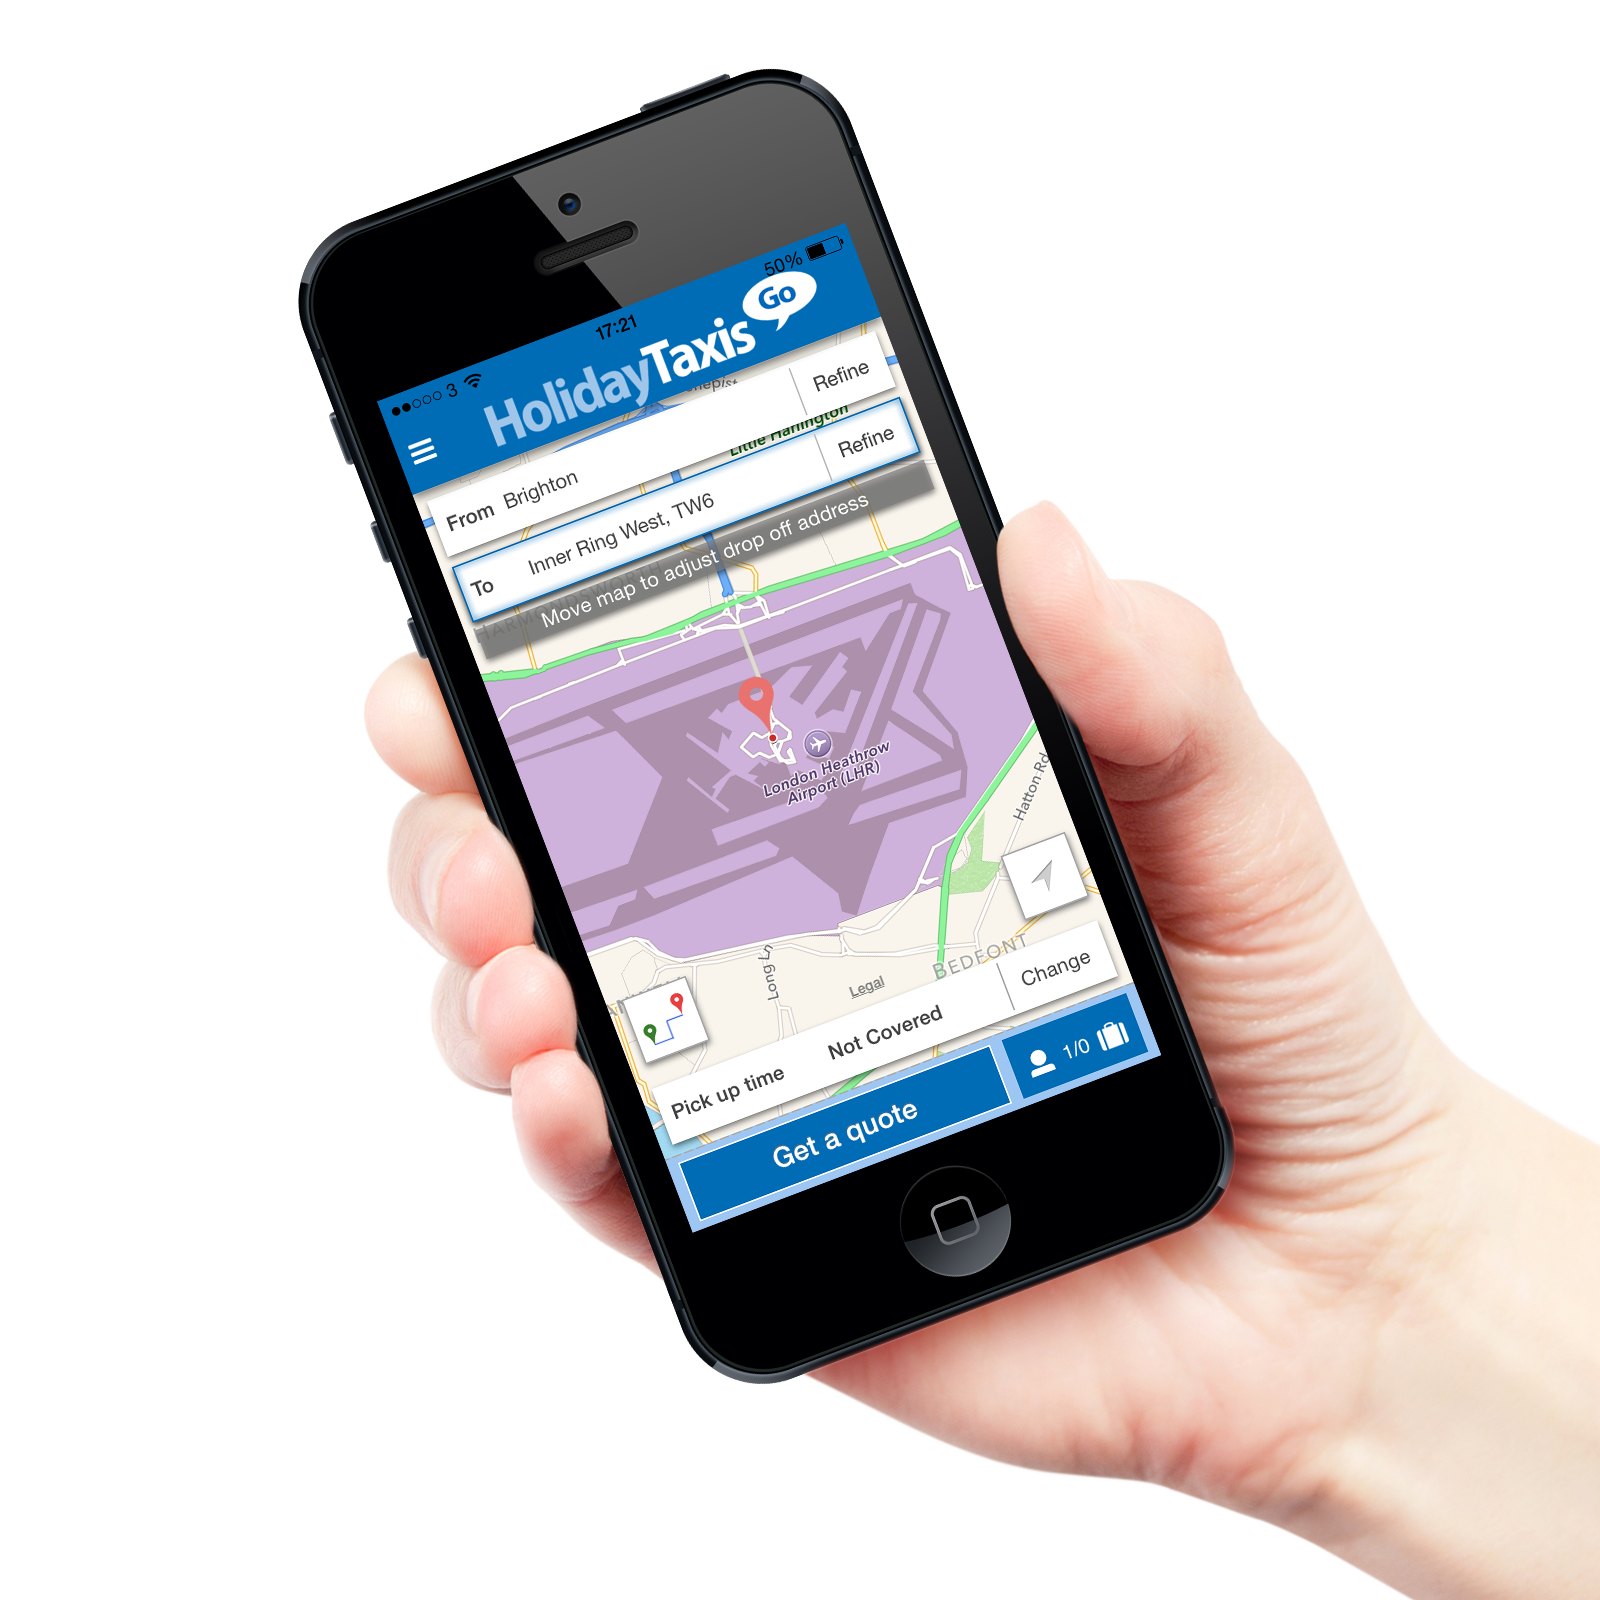 3
17:21
50%
HolidayTaxis Go
From Brighton Refine
Little Harlington
To Inner Ring West, TW6 Refine
HARMONDSWORTH
Move map to adjust drop off address
London Heathrow
Airport (LHR)
Hatton Rd
BEDFONT
Long Ln
Legal
Pick up time Not Covered Change
Get a quote
1/0